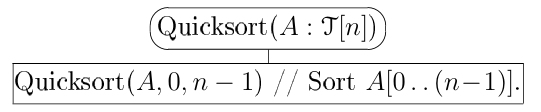 Quicksort(A : 𝒯[n])
Quicksort(A, 0, n − 1) // Sort A[0 . . (n−1)].